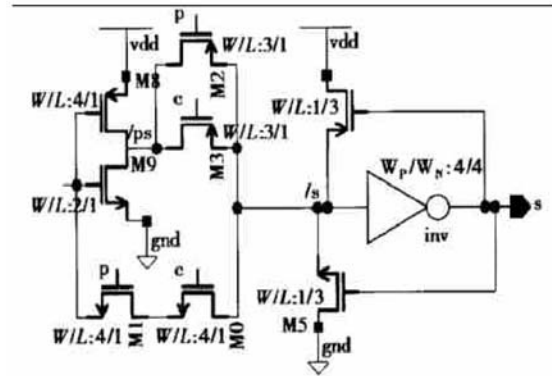 p
vdd
W/L:3/1
vdd
M8
M2
W/L:4/1
c
W/L:1/3
/ps
W/L:3/1
M9
M3
W_P/W_N:4/4
W/L:2/1
/s
s
inv
gnd
p
c
W/L:1/3
M5
W/L:4/1
M1
W/L:4/1
M0
gnd